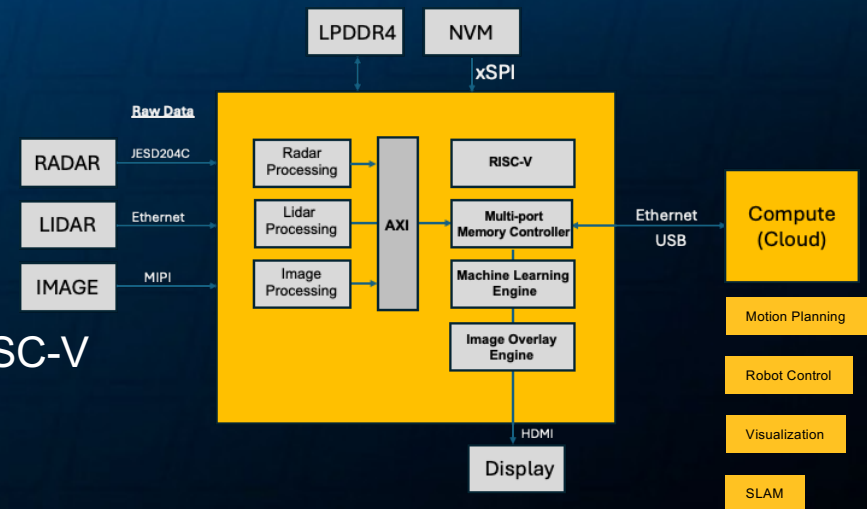 LPDDR4
NVM
xSPI
Raw Data
RADAR
JESD204C
LIDAR
Ethernet
IMAGE
MIPI
SC-V
Radar
Processing
Lidar
Processing
Image
Processing
AXI
RISC-V
Multi-port
Memory Controller
Machine Learning
Engine
Image Overlay
Engine
HDMI
Display
Ethernet
USB
Compute
(Cloud)
Motion Planning
Robot Control
Visualization
SLAM